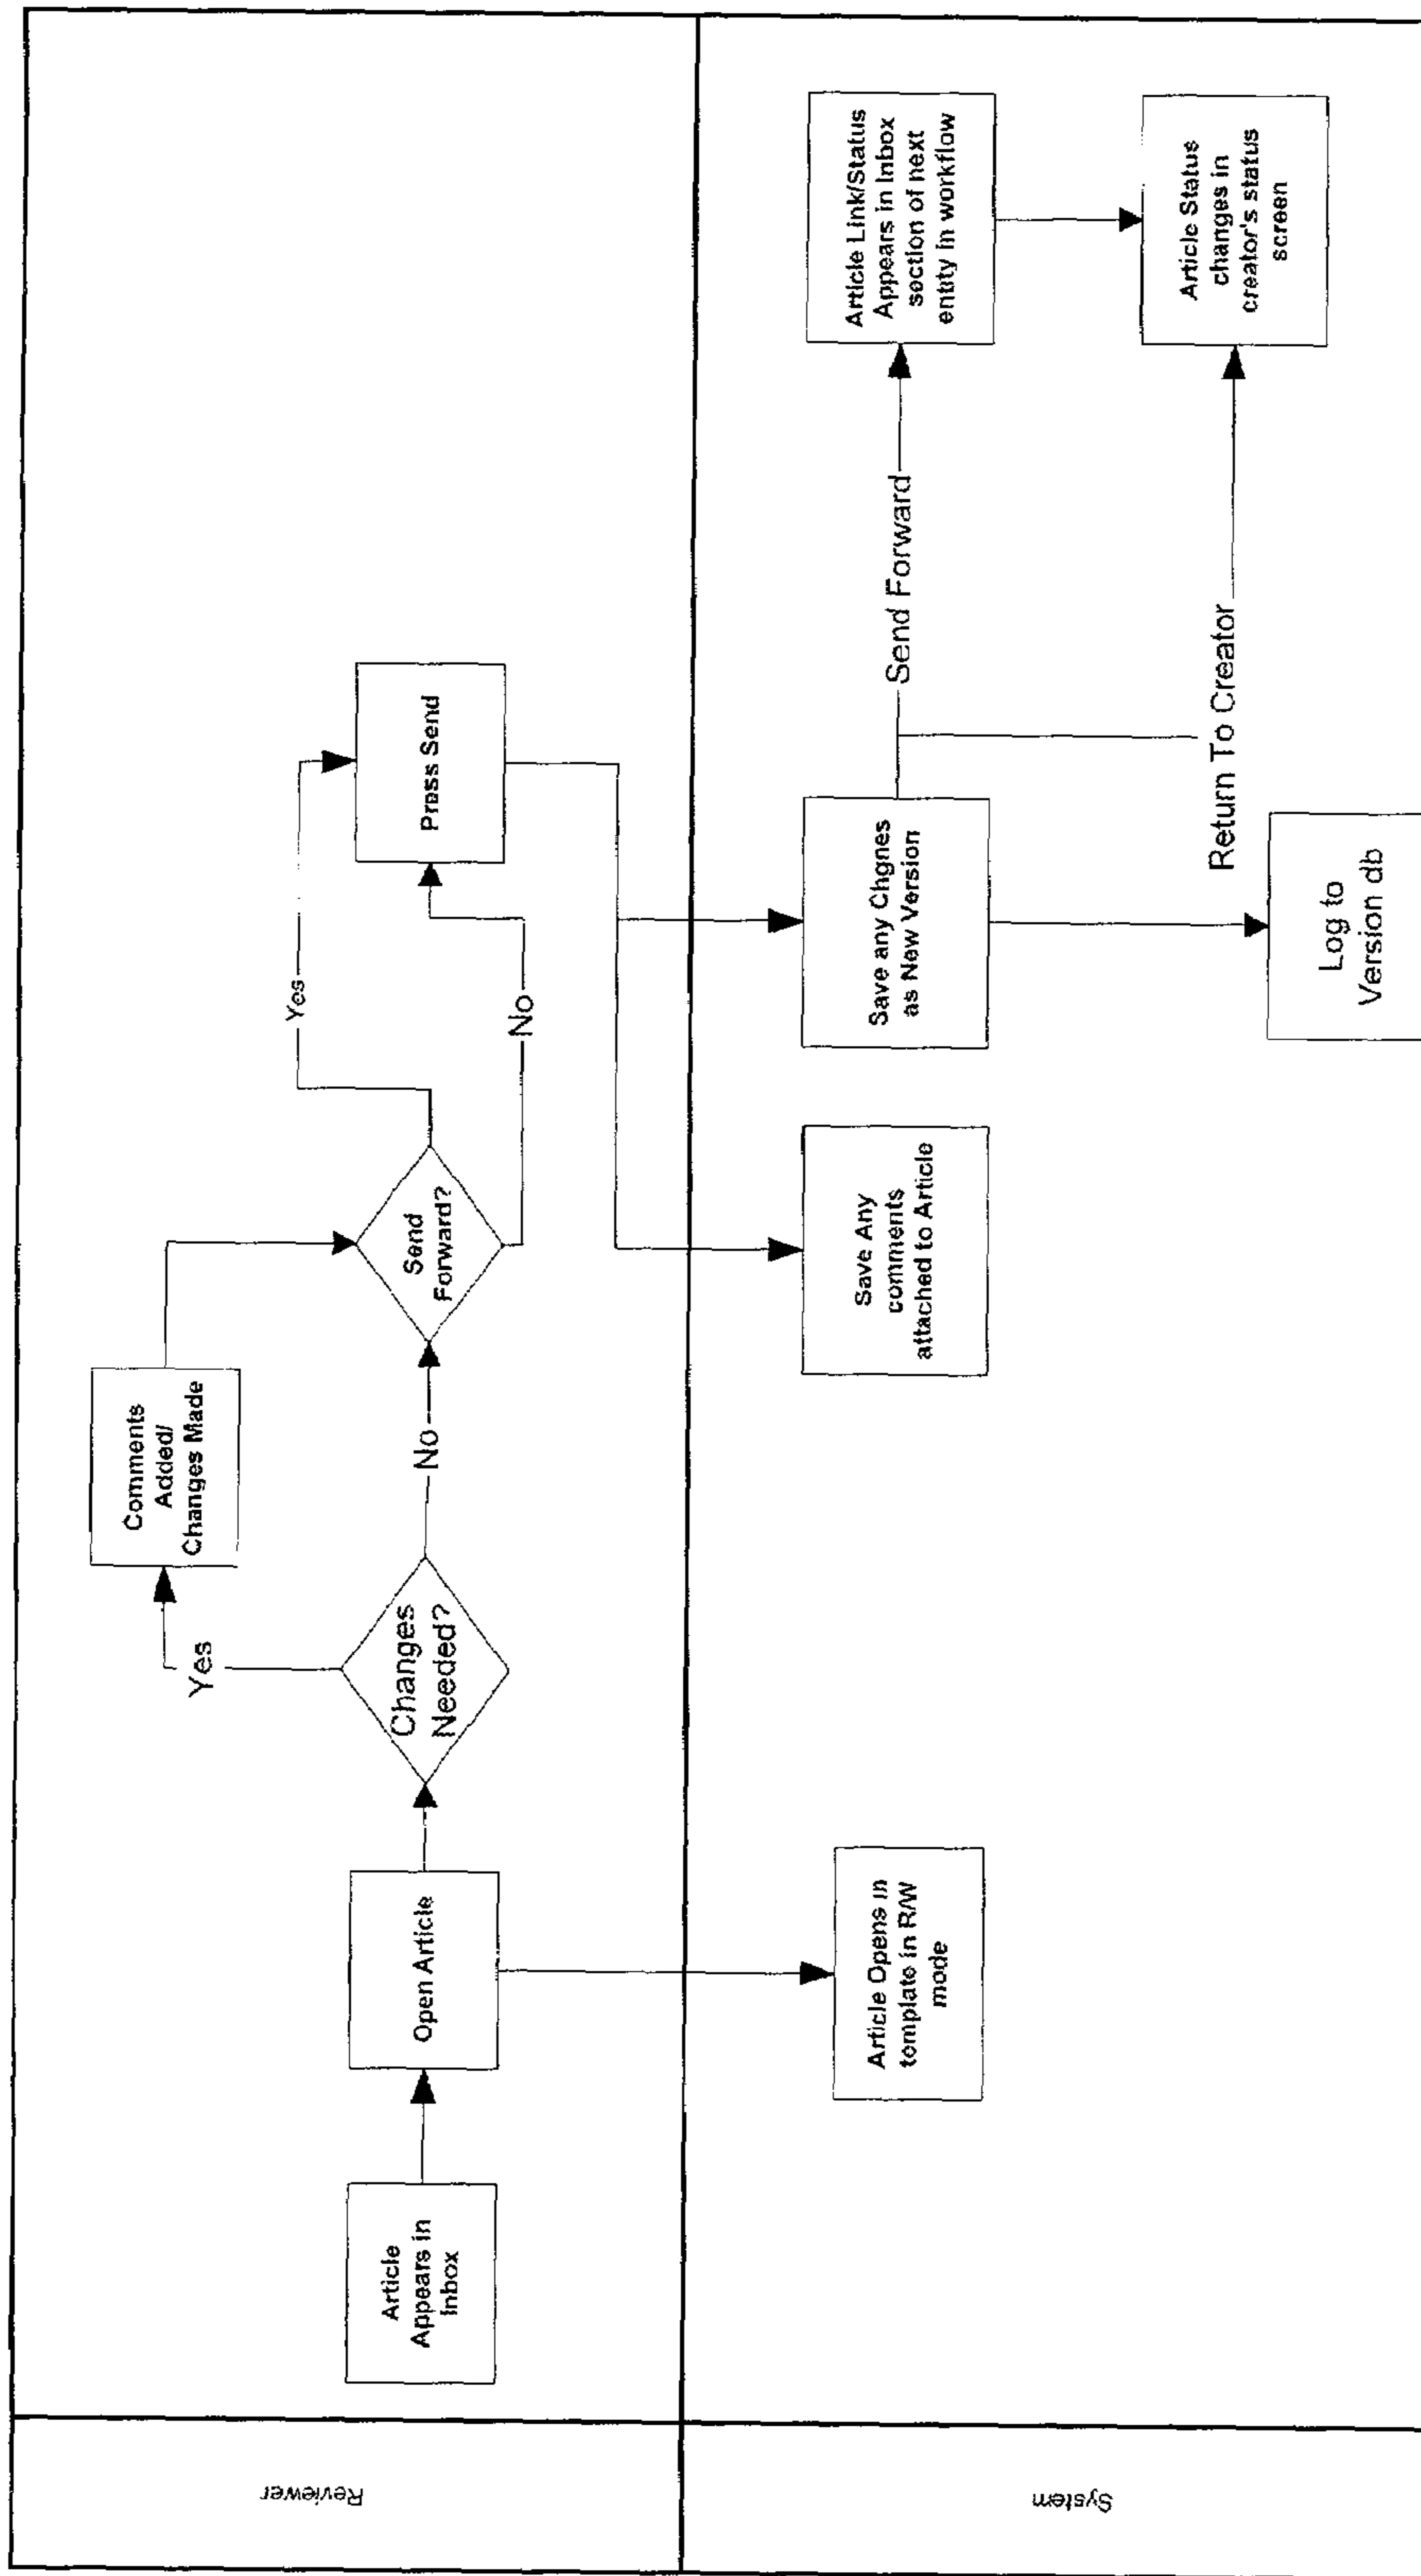 Reviewer
Article
Appears in
Inbox
Open Article
Changes
Needed?
Yes
No
Comments
Added/
Changes Made
Send
Forward?
Yes
No
Press Send
System
Article Opens in
template in R/W
mode
Save Any
comments
attached to Article
Save any Chgnes
as New Version
Log to
Version db
Send Forward
Return To Creator
Article Link/Status
Appears in Inbox
section of next
entity in workflow
Article Status
changes in
creator's status
screen